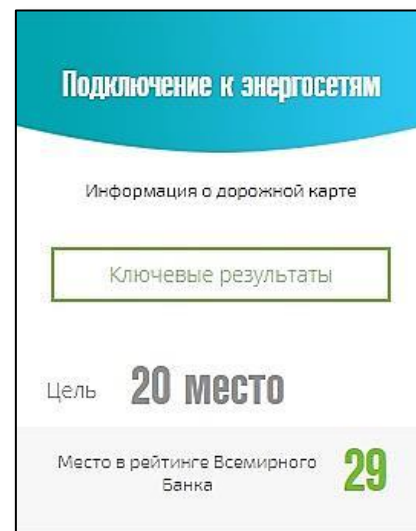 Подключение к энергосетям
Информация о дорожной карте
Ключевые результаты
Цель 20 место
Место в рейтинге Всемирного
Банка
29